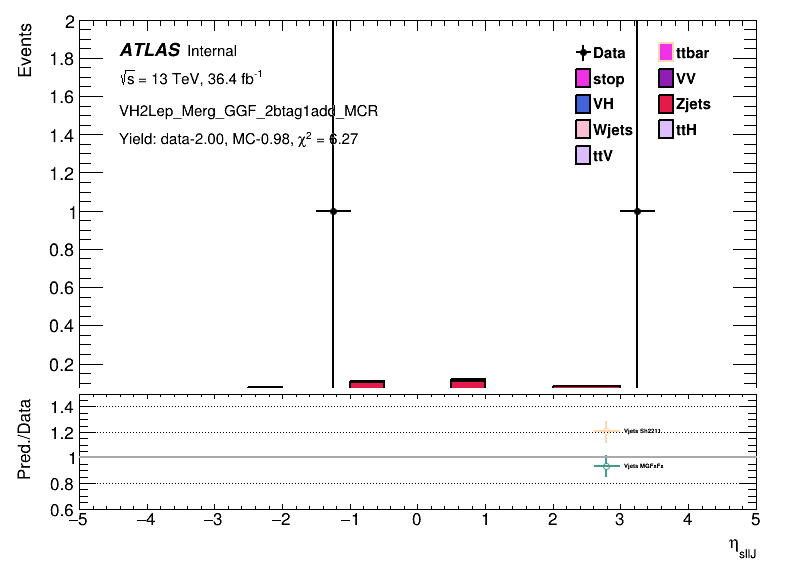 Events
2
1.8
1.6
1.4
1.2
1
0.8
0.6
0.4
0.2
ATLAS Internal
√s = 13 TeV, 36.4 fb⁻¹
VH2Lep_Merg_GGF_2btag1add_MCR
Yield: data-2.00, MC-0.98, χ² = 6.27
Data
ttbar
stop
VV
VH
Zjets
Wjets
ttH
ttV
Pred./Data
1.4
1.2
1
0.8
0.6
Vjets Sh2211
Vjets MGFxFx
−5 −4 −3 −2 −1 0 1 2 3 4 5
η_sllJ